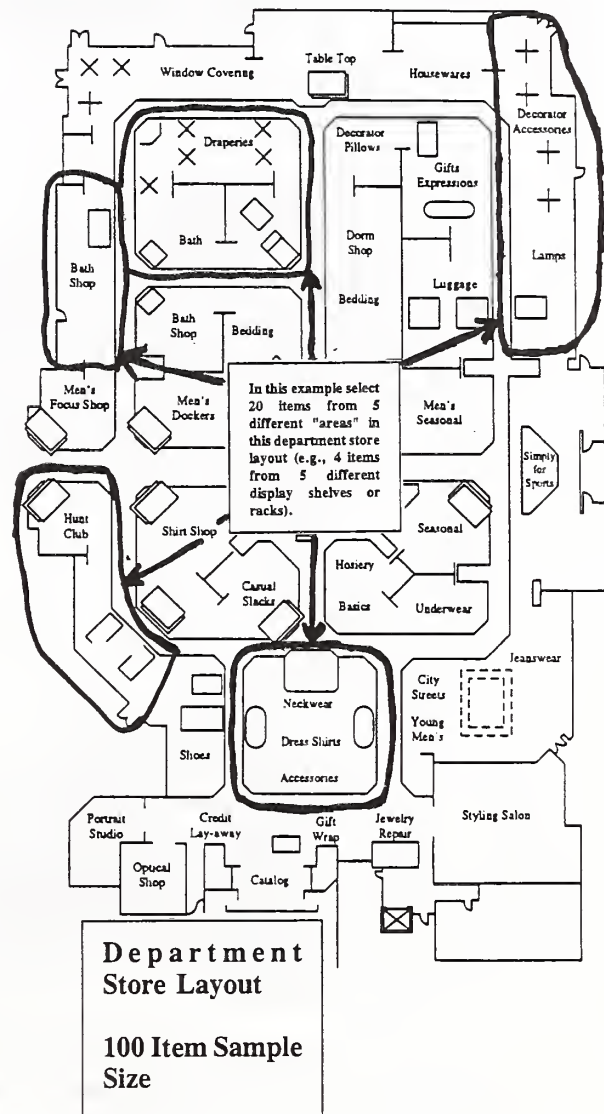 Window Covering
Table Top
Housewares
Decorator
Accessories
Draperies
Decorator
Pillows
Gifts
Expressions
Bath
Dorm
Shop
Lamps
Bath
Shop
Bedding
Luggage
Bath
Shop
Bedding
Men's
Focus Shop
Men's
Dockers
In this example select
20 items from 5
different "areas" in
this department store
layout (e.g., 4 items
from 5 different
display shelves or
racks).
Men's
Seasonal
Simply
for
Sports
Hunt
Club
Shirt Shop
Seasonal
Casual
Slacks
Hosiery
Basics
Underwear
Jeanswear
City
Streets
Young
Men's
Neckwear
Dress Shirts
Accessories
Shoes
Portrait
Studio
Credit
Lay-away
Gift
Wrap
Jewelry
Repair
Styling Salon
Optical
Shop
Catalog
Department
Store Layout
100 Item Sample
Size